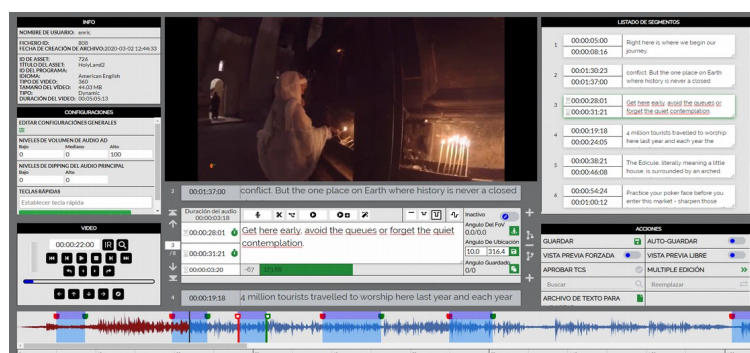 INFO
NOMBRE DE USUARIO: enric
FICHERO ID: 808
FECHA DE CREACIÓN DE ARCHIVO:2020-03-02 12:44:33
ID DE ASSET: 726
TÍTULO DEL ASSET: HolyLand2
ID DEL PROGRAMA:
IDIOMA: American English
TIPO DE VIDEO: 360
TAMAÑO DEL VÍDEO: 44.03 MB
TIPO: Dynamic
DURACIÓN DEL VIDEO: 00:05:05:13
CONFIGURACIONES
EDITAR CONFIGURACIONES GENERALES
NIVELES DE VOLUMEN DE AUDIO AD
Bajo Mediano Alto
0 0 100
NIVELES DE DIPPING DEL AUDIO PRINCIPAL
Bajo Alto
0 0
TECLAS RÁPIDAS
Establecer tecla rápida
VIDEO
00:00:22:00 IR
2 00:01:37:00 conflict. But the one place on Earth where history is never a closed
Duración del audio
00:00:03:18
00:00:28:01
3
/8
00:00:31:21
00:00:03:20
Get here early, avoid the queues or forget the quiet
contemplation.
-67
Inactivo
Angulo Del FoV
0.0/0.0
Angulo De Ubicación
10.0 316.4
Angulo Guardado
0/0
4 00:00:19:18 4 million tourists travelled to worship here last year and each year
LISTADO DE SEGMENTOS
1 00:00:05:00 00:00:08:16 Right here is where we begin our
journey.
2 00:01:30:23 00:01:37:00 conflict. But the one place on Earth
where history is never a closed
3 00:00:28:01 00:00:31:21 Get here early, avoid the queues or
forget the quiet contemplation.
4 00:00:19:18 00:00:24:05 4 million tourists travelled to worship
here last year and each year the
5 00:00:38:21 00:00:46:08 The Edicule, literally meaning a little
house, is surrounded by an arched
6 00:00:54:24 00:01:00:12 Practice your poker face before you
enter this market - sharpen those
ACCIONES
GUARDAR AUTO-GUARDAR
VISTA PREVIA FORZADA VISTA PREVIA LIBRE
APROBAR TCS MULTIPLE EDICIÓN
Buscar Reemplazar
ARCHIVO DE TEXTO PARA